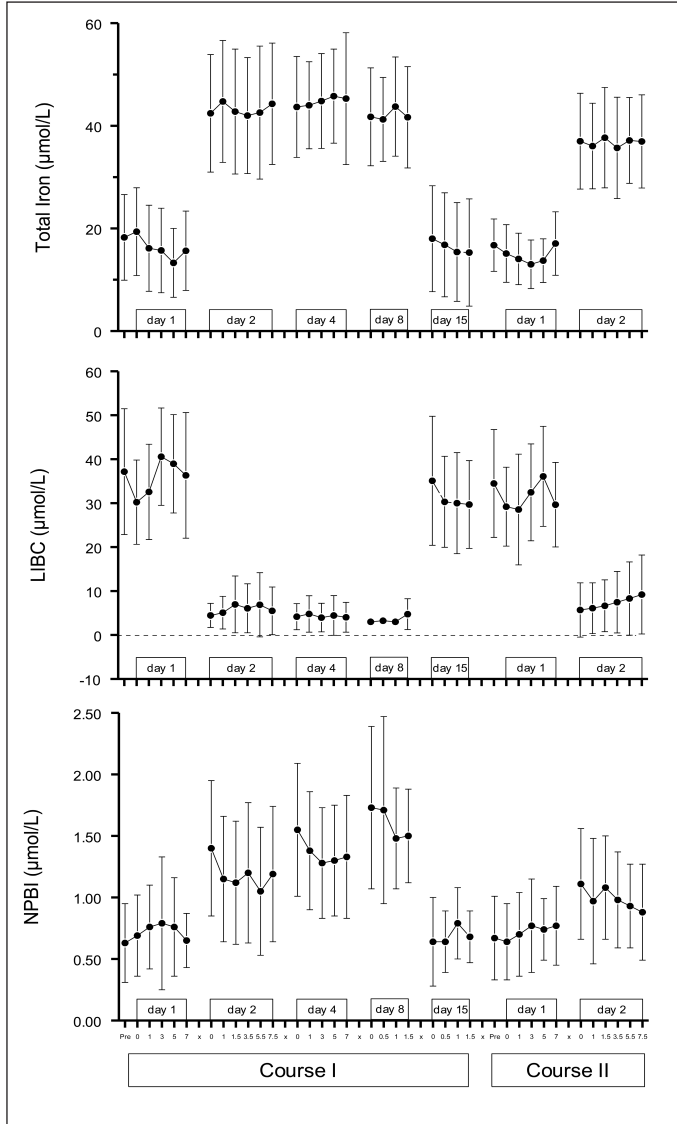 60
40
20
0
Total Iron (µmol/L)
day 1 day 2 day 4 day 8 day 15 day 1 day 2
60
50
40
30
20
10
0
-10
LIBC (µmol/L)
day 1 day 2 day 4 day 8 day 15 day 1 day 2
2.50
2.00
1.50
1.00
0.50
0.00
NPBI (µmol/L)
day 1 day 2 day 4 day 8 day 15 day 1 day 2
Pre 0 1 3 5 7 x 0 1 1.5 3.5 5.5 7.5 x 0 1 3 5 7 x 0 0.5 1 1.5 x 0 0.5 1 1.5 x Pre 0 1 3 5 7 x 0 1 1.5 3.5 5.5 7.5
Course I Course II